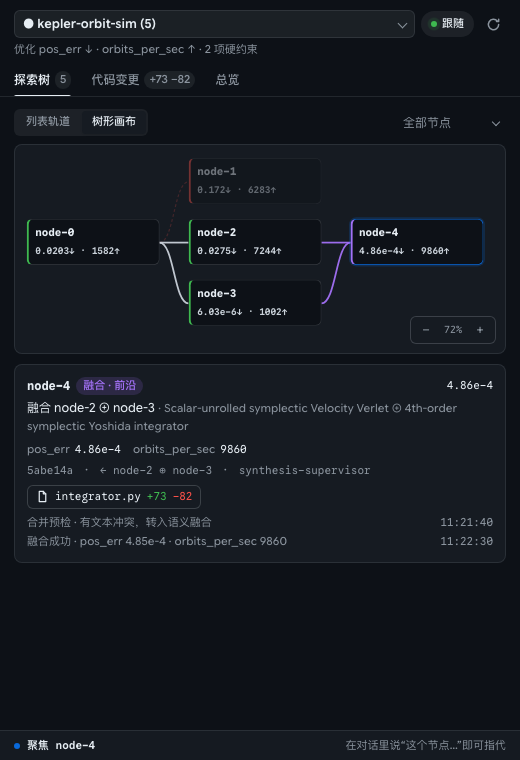 kepler-orbit-sim (5)
跟随
优化 pos_err ↓ · orbits_per_sec ↑ · 2 项硬约束
探索树 5 代码变更 +73 −82 总览
列表轨道 树形画布 全部节点
node-1
0.172↓ · 6283↑
node-0
0.0203↓ · 1582↑
node-2
0.0275↓ · 7244↑
node-4
4.86e-4↓ · 9860↑
node-3
6.03e-6↓ · 1002↑
− 72% +
node-4 融合 · 前沿 4.86e-4
融合 node-2 ⊕ node-3 · Scalar-unrolled symplectic Velocity Verlet ⊕ 4th-order
symplectic Yoshida integrator
pos_err 4.86e-4 orbits_per_sec 9860
5abe14a · ← node-2 ⊕ node-3 · synthesis-supervisor
integrator.py +73 −82
合并预检 · 有文本冲突，转入语义融合 11:21:40
融合成功 · pos_err 4.85e-4 · orbits_per_sec 9860 11:22:30
聚焦 node-4 在对话里说“这个节点…”即可指代